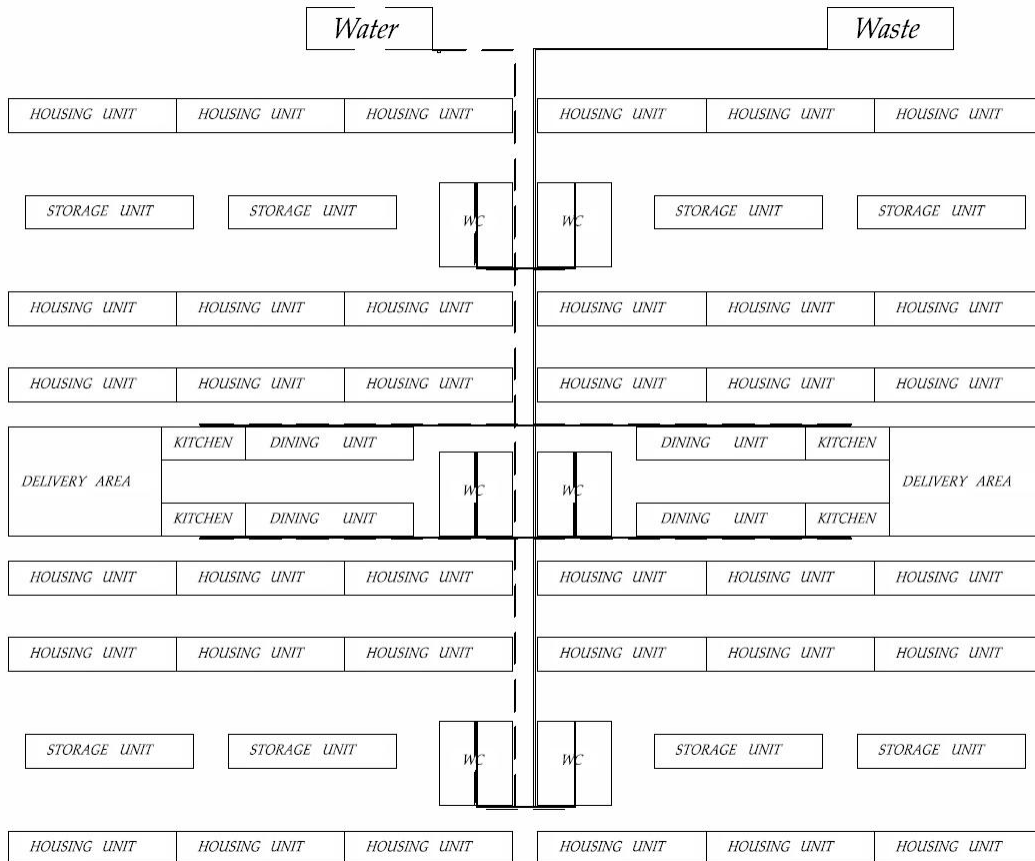 Water Waste
HOUSING UNIT HOUSING UNIT HOUSING UNIT HOUSING UNIT HOUSING UNIT HOUSING UNIT
STORAGE UNIT STORAGE UNIT WC WC STORAGE UNIT STORAGE UNIT
HOUSING UNIT HOUSING UNIT HOUSING UNIT HOUSING UNIT HOUSING UNIT HOUSING UNIT
HOUSING UNIT HOUSING UNIT HOUSING UNIT HOUSING UNIT HOUSING UNIT HOUSING UNIT
KITCHEN DINING UNIT DINING UNIT KITCHEN
DELIVERY AREA WC WC DELIVERY AREA
KITCHEN DINING UNIT DINING UNIT KITCHEN
HOUSING UNIT HOUSING UNIT HOUSING UNIT HOUSING UNIT HOUSING UNIT HOUSING UNIT
HOUSING UNIT HOUSING UNIT HOUSING UNIT HOUSING UNIT HOUSING UNIT HOUSING UNIT
STORAGE UNIT STORAGE UNIT WC WC STORAGE UNIT STORAGE UNIT
HOUSING UNIT HOUSING UNIT HOUSING UNIT HOUSING UNIT HOUSING UNIT HOUSING UNIT